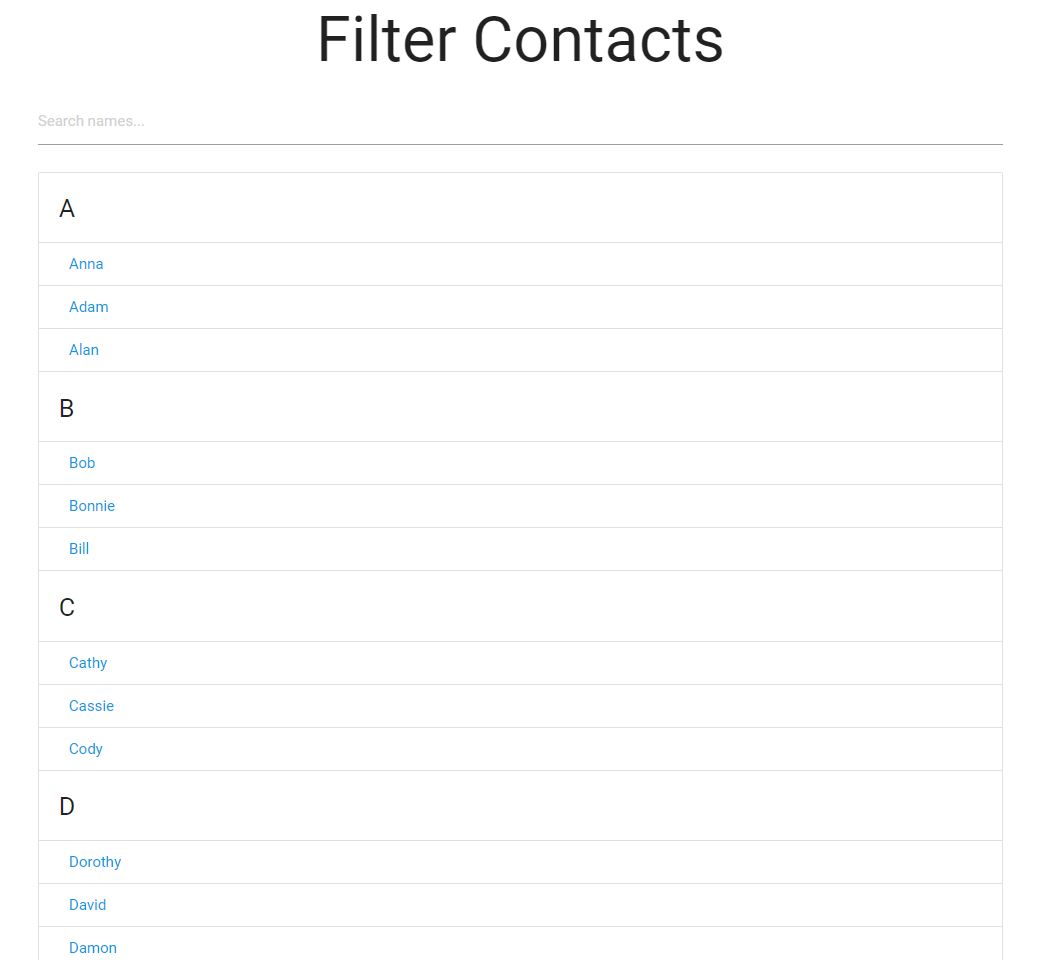 Filter Contacts
Search names...
A
Anna
Adam
Alan
B
Bob
Bonnie
Bill
C
Cathy
Cassie
Cody
D
Dorothy
David
Damon